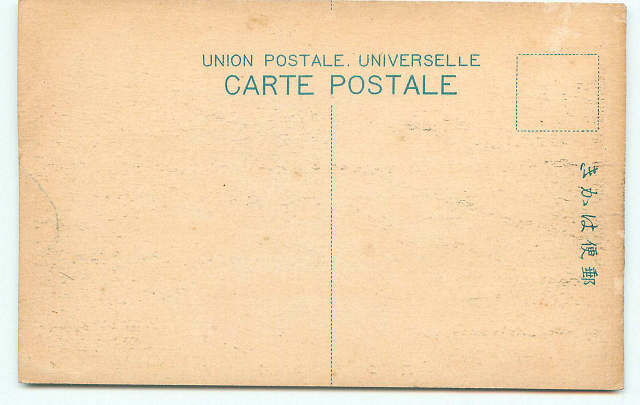 UNION POSTALE. UNIVERSELLE
CARTE POSTALE
郵便はかき